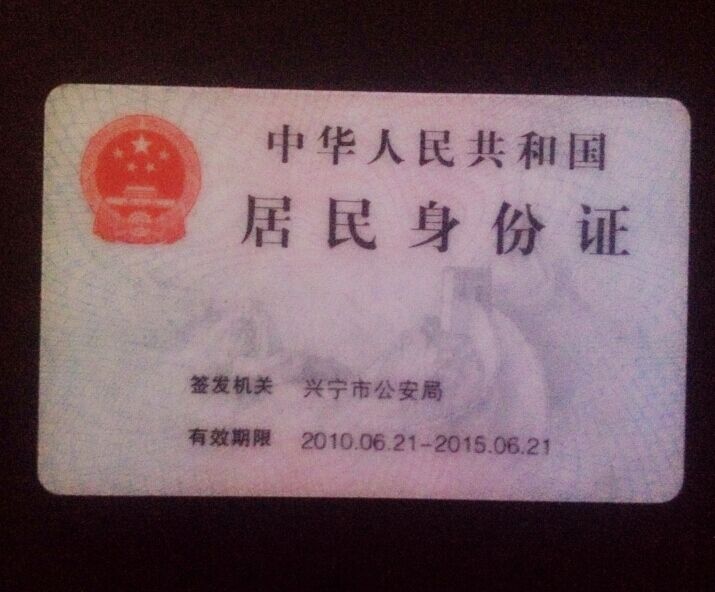 中华人民共和国
居民身份证
签发机关 兴宁市公安局
有效期限 2010.06.21-2015.06.21